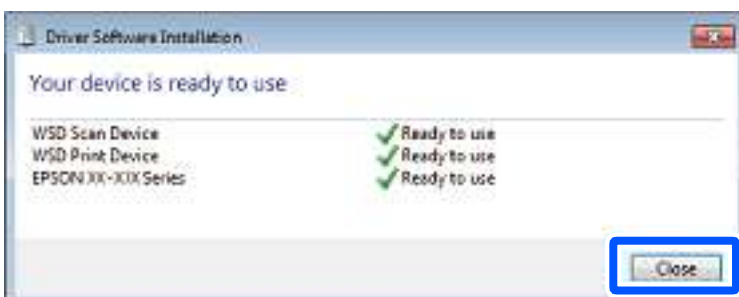 Driver Software Installation
Your device is ready to use
WSD Scan Device Ready to use
WSD Print Device Ready to use
EPSON XX-XXX Series Ready to use
Close